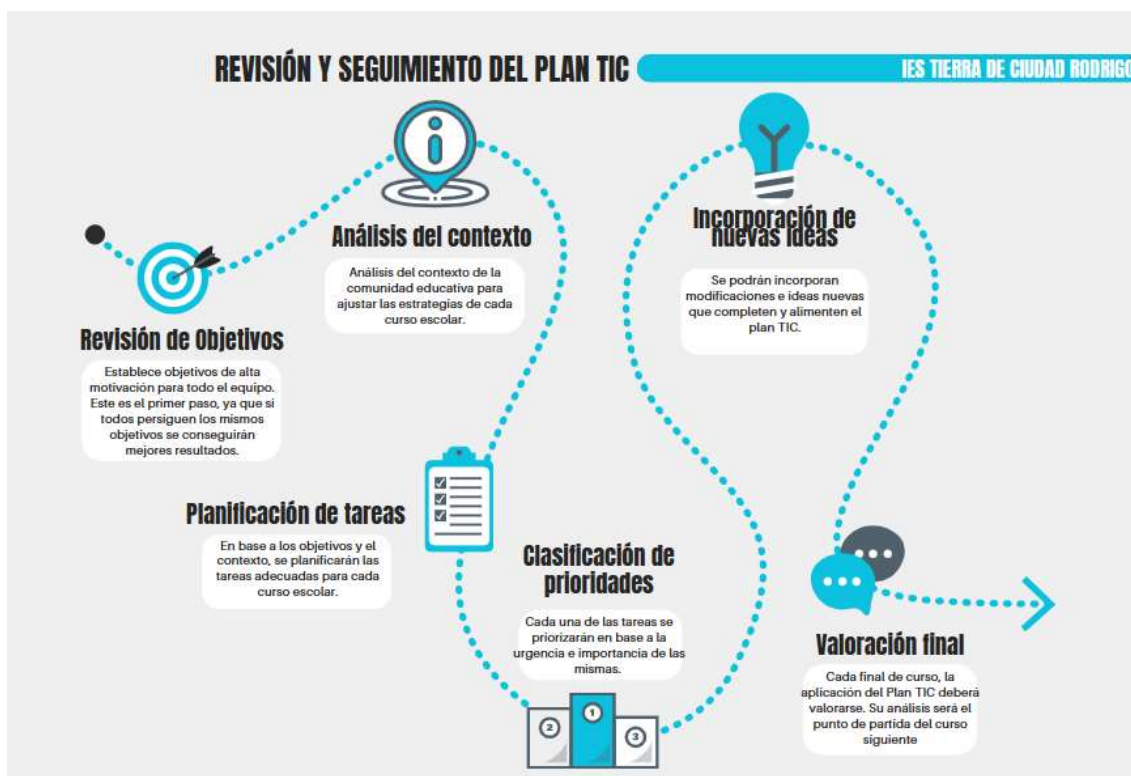 REVISIÓN Y SEGUIMIENTO DEL PLAN TIC
IES TIERRA DE CIUDAD RODRIGO
Revisión de Objetivos
Establece objetivos de alta
motivación para todo el equipo.
Este es el primer paso, ya que si
todos persiguen los mismos
objetivos se conseguirán
mejores resultados.
Análisis del contexto
Análisis del contexto de la
comunidad educativa para
ajustar las estrategias de cada
curso escolar.
Planificación de tareas
En base a los objetivos y el
contexto, se planificarán las
tareas adecuadas para cada
curso escolar.
Clasificación de
prioridades
Cada una de las tareas se
priorizarán en base a la
urgencia e importancia de las
mismas.
2
1
3
Incorporación de
nuevas ideas
Se podrán incorporan
modificaciones e ideas nuevas
que completen y alimenten el
plan TIC.
Valoración final
Cada final de curso, la
aplicación del Plan TIC deberá
valorarse. Su análisis será el
punto de partida del curso
siguiente